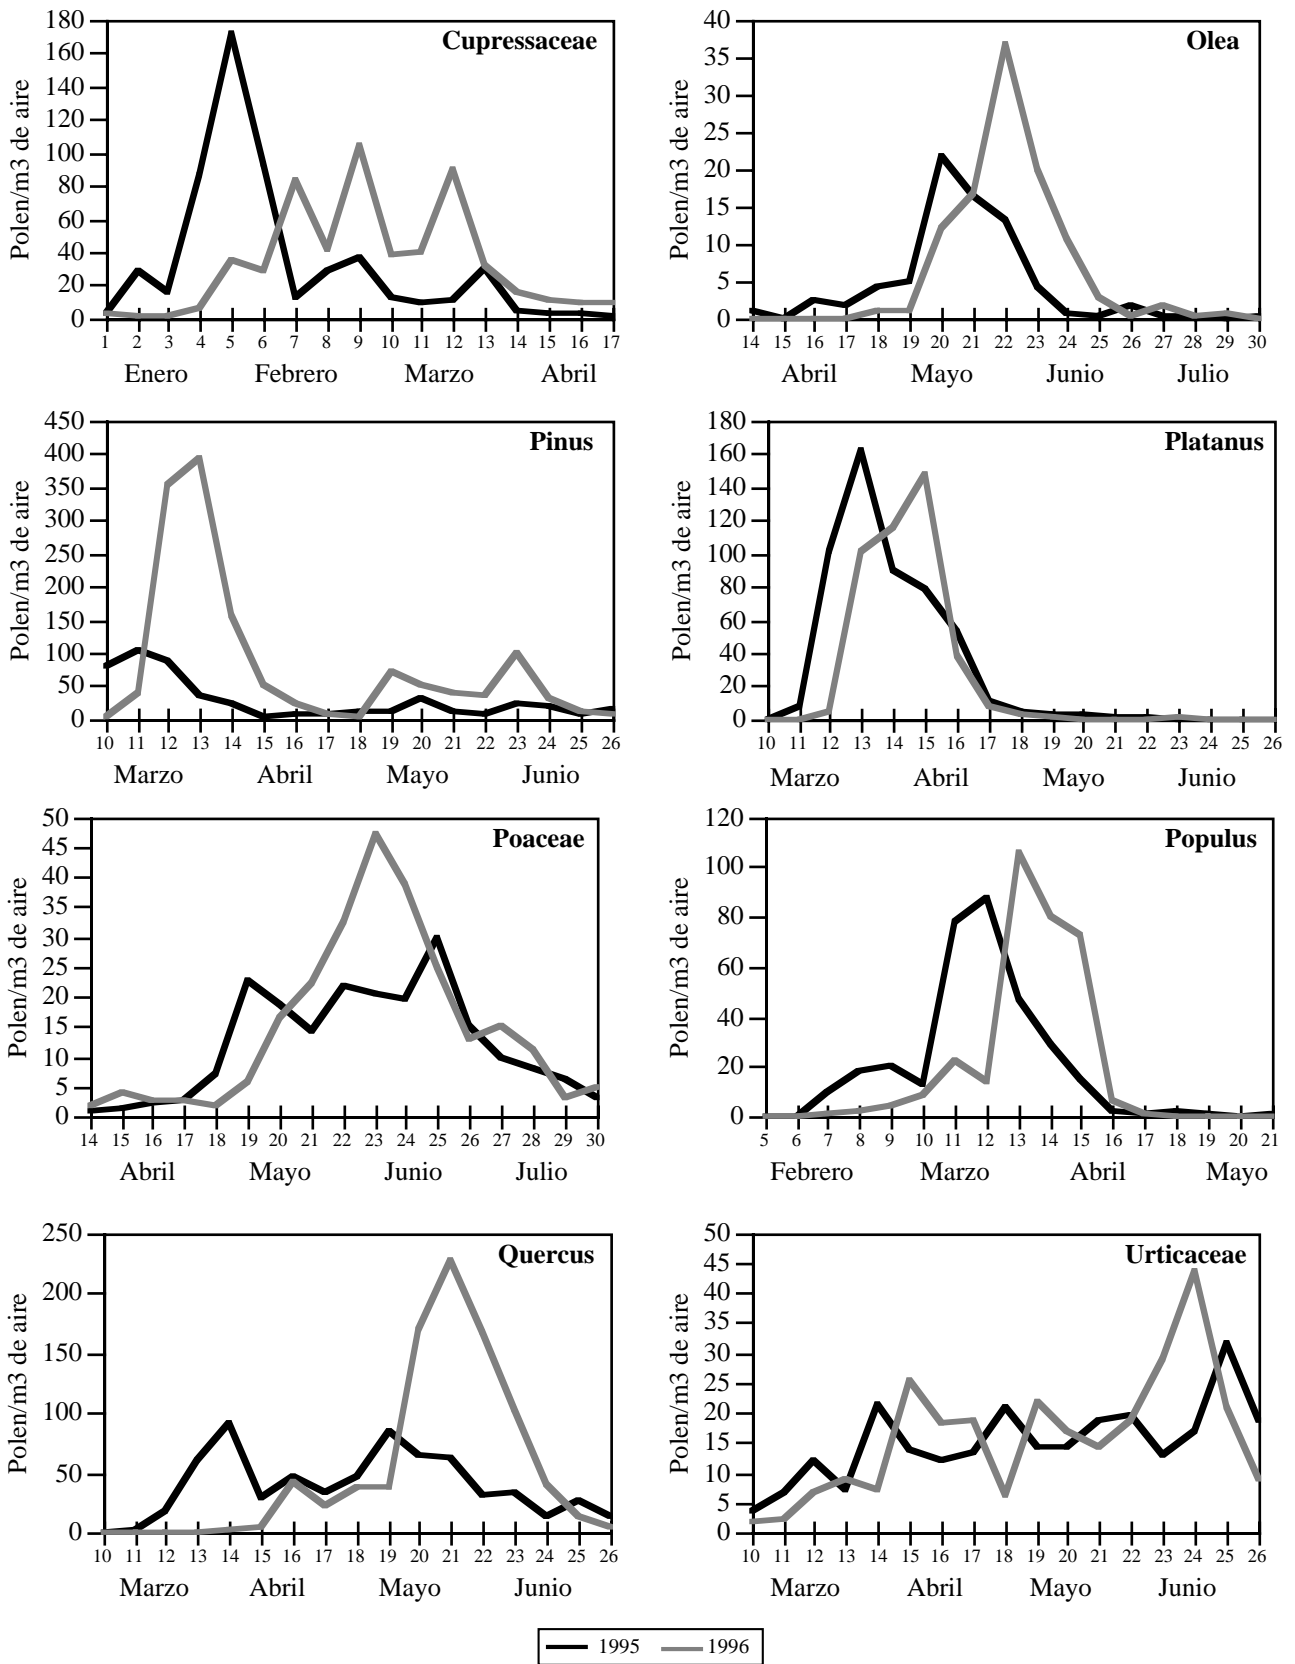 Cupressaceae
Polen/m3 de aire
180
160
140
120
100
80
60
40
20
0
1 2 3 4 5 6 7 8 9 10 11 12 13 14 15 16 17
Enero Febrero Marzo Abril
Olea
Polen/m3 de aire
40
35
30
25
20
15
10
5
0
14 15 16 17 18 19 20 21 22 23 24 25 26 27 28 29 30
Abril Mayo Junio Julio
Pinus
Polen/m3 de aire
450
400
350
300
250
200
150
100
50
0
10 11 12 13 14 15 16 17 18 19 20 21 22 23 24 25 26
Marzo Abril Mayo Junio
Platanus
Polen/m3 de aire
180
160
140
120
100
80
60
40
20
0
10 11 12 13 14 15 16 17 18 19 20 21 22 23 24 25 26
Marzo Abril Mayo Junio
Poaceae
Polen/m3 de aire
50
45
40
35
30
25
20
15
10
5
0
14 15 16 17 18 19 20 21 22 23 24 25 26 27 28 29 30
Abril Mayo Junio Julio
Populus
Polen/m3 de aire
120
100
80
60
40
20
0
5 6 7 8 9 10 11 12 13 14 15 16 17 18 19 20 21
Febrero Marzo Abril Mayo
Quercus
Polen/m3 de aire
250
200
150
100
50
0
10 11 12 13 14 15 16 17 18 19 20 21 22 23 24 25 26
Marzo Abril Mayo Junio
Urticaceae
Polen/m3 de aire
50
45
40
35
30
25
20
15
10
5
0
10 11 12 13 14 15 16 17 18 19 20 21 22 23 24 25 26
Marzo Abril Mayo Junio
1995 1996